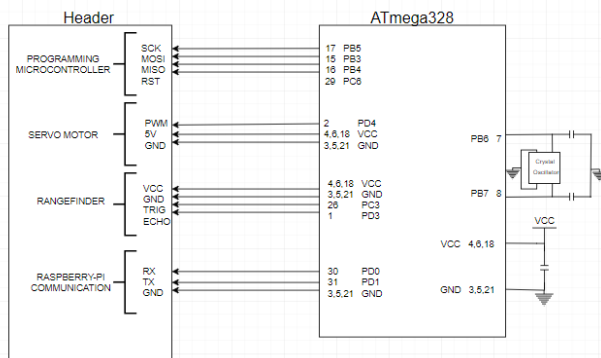 Header
ATmega328
PROGRAMMING
MICROCONTROLLER
SCK
MOSI
MISO
RST
17 PB5
15 PB3
16 PB4
29 PC6
SERVO MOTOR
PWM
5V
GND
2 PD4
4,6,18 VCC
3,5,21 GND
RANGEFINDER
VCC
GND
TRIG
ECHO
4,6,18 VCC
3,5,21 GND
26 PC3
1 PD3
RASPBERRY-PI
COMMUNICATION
RX
TX
GND
30 PD0
31 PD1
3,5,21 GND
PB6 7
PB7 8
Crystal
Oscillator
VCC
VCC 4,6,18
GND 3,5,21